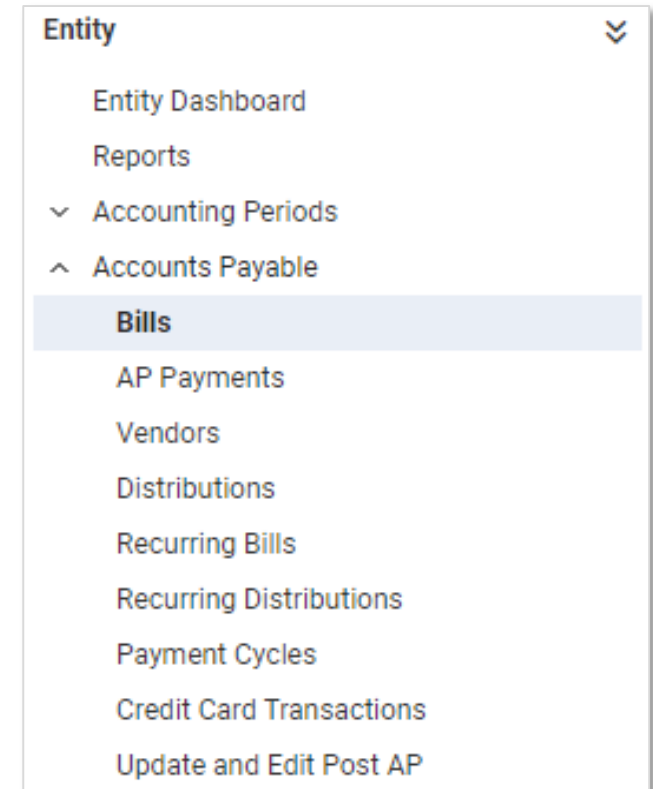 Entity
Entity Dashboard
Reports
Accounting Periods
Accounts Payable
Bills
AP Payments
Vendors
Distributions
Recurring Bills
Recurring Distributions
Payment Cycles
Credit Card Transactions
Update and Edit Post AP